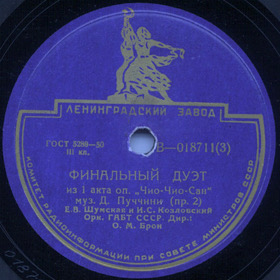 ЛЕНИНГРАДСКИЙ ЗАВОД
ГОСТ 5289—50
III кл.
В—018711(3)
ФИНАЛЬНЫЙ ДУЭТ
из I акта оп. „Чио-Чио-Сан"
муз. Д. Пуччини (пр. 2)
Е.В. Шумская и И.С. Козловский
Орк. ГАБТ СССР. Дир.:
О. М. Брон
КОМИТЕТ РАДИОИНФОРМАЦИИ ПРИ СОВЕТЕ МИНИСТРОВ СССР